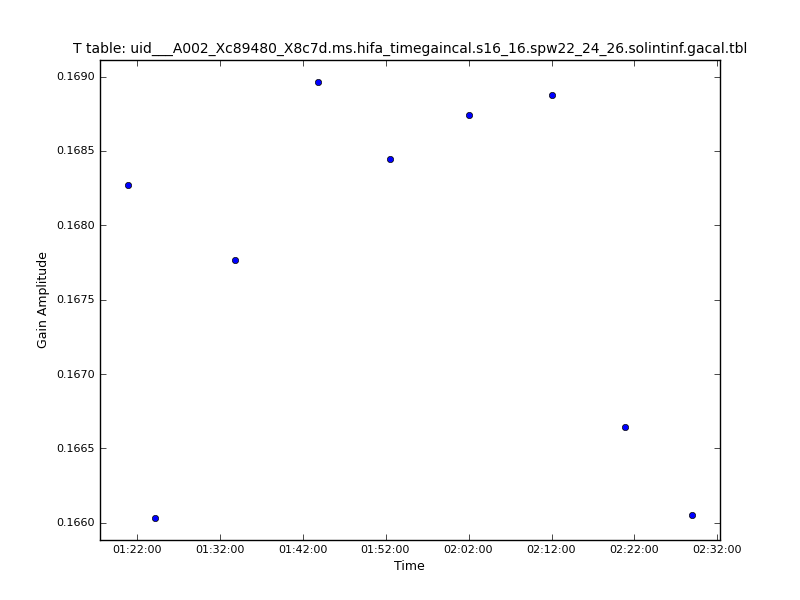 T table: uid___A002_Xc89480_X8c7d.ms.hifa_timegaincal.s16_16.spw22_24_26.solintinf.gacal.tbl
0.1690
0.1685
0.1680
0.1675
0.1670
0.1665
0.1660
Gain Amplitude
01:22:00 01:32:00 01:42:00 01:52:00 02:02:00 02:12:00 02:22:00 02:32:00
Time